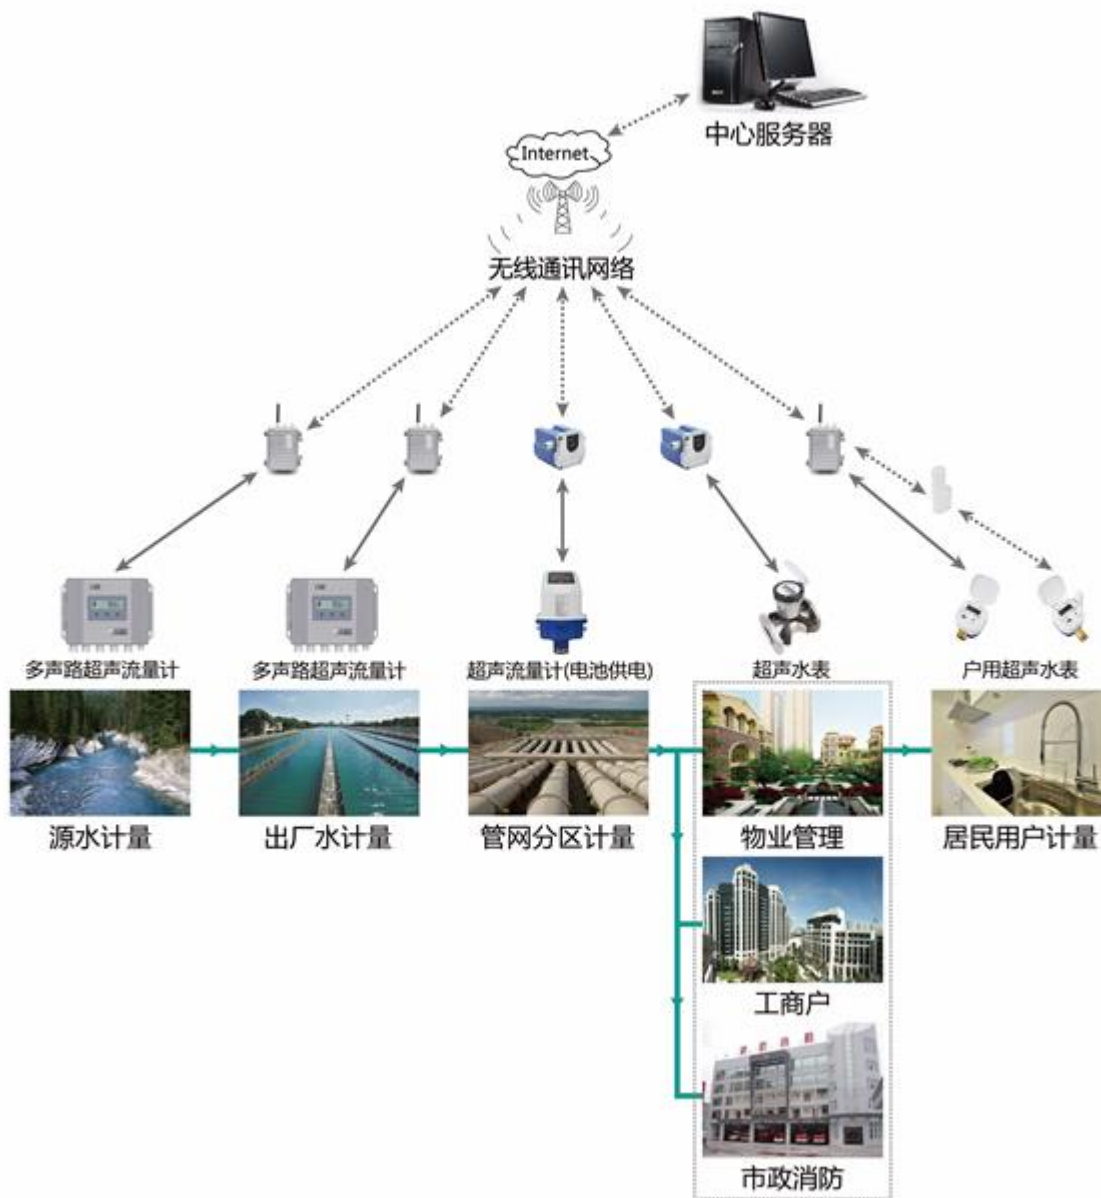 中心服务器
Internet
无线通讯网络
多声路超声流量计
多声路超声流量计
超声流量计(电池供电)
超声水表
户用超声水表
源水计量
出厂水计量
管网分区计量
物业管理
居民用户计量
工商户
市政消防